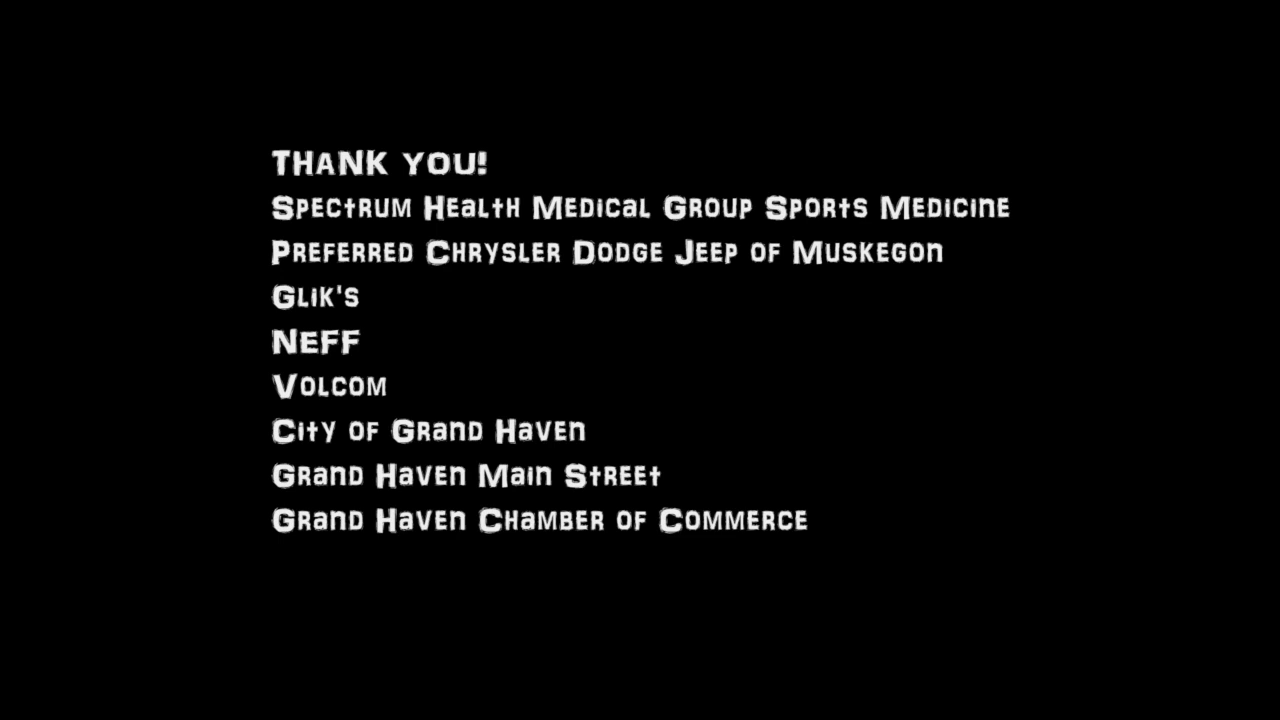 THANK YOU!
Spectrum Health Medical Group Sports Medicine
Preferred Chrysler Dodge Jeep of Muskegon
Glik's
NEFF
Volcom
City of Grand Haven
Grand Haven Main Street
Grand Haven Chamber of Commerce